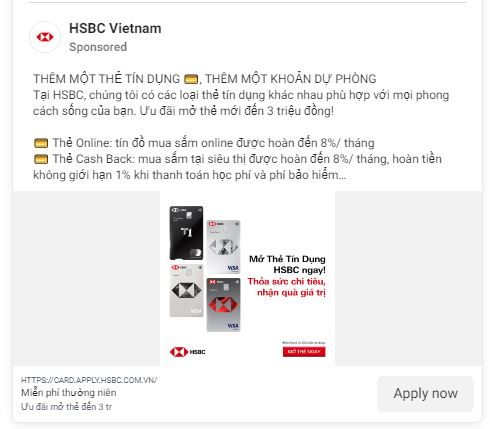 HSBC Vietnam
Sponsored
THÊM MỘT THẺ TÍN DỤNG 💳, THÊM MỘT KHOẢN DỰ PHÒNG
Tại HSBC, chúng tôi có các loại thẻ tín dụng khác nhau phù hợp với mọi phong
cách sống của bạn. Ưu đãi mở thẻ mới đến 3 triệu đồng!
💳 Thẻ Online: tín đồ mua sắm online được hoàn đến 8%/ tháng
💳 Thẻ Cash Back: mua sắm tại siêu thị được hoàn đến 8%/ tháng, hoàn tiền
không giới hạn 1% khi thanh toán học phí và phí bảo hiểm...
T1
VISA
VISA
VISA
Mở Thẻ Tín Dụng
HSBC ngay!
Thỏa sức chi tiêu,
nhận quà giá trị
HSBC
MỞ THẺ NGAY
HTTPS://CARD.APPLY.HSBC.COM.VN/
Miễn phí thường niên
Ưu đãi mở thẻ đến 3 tr
Apply now